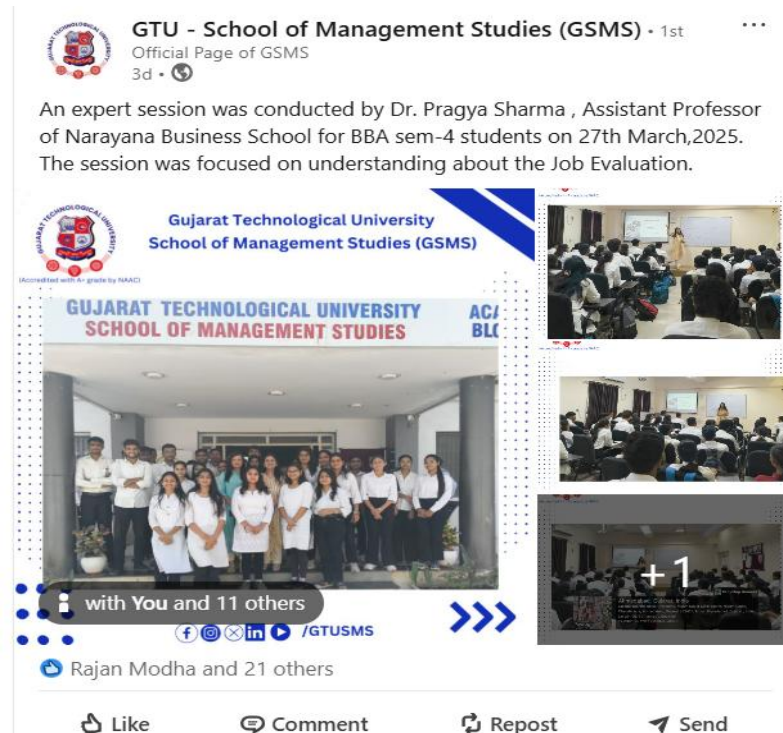 GTU - School of Management Studies (GSMS) • 1st
Official Page of GSMS
3d •
An expert session was conducted by Dr. Pragya Sharma , Assistant Professor
of Narayana Business School for BBA sem-4 students on 27th March,2025.
The session was focused on understanding about the Job Evaluation.
GUJARAT TECHNOLOGICAL UNIVERSITY
(Accredited with A+ grade by NAAC)
Gujarat Technological University
School of Management Studies (GSMS)
GUJARAT TECHNOLOGICAL UNIVERSITY
SCHOOL OF MANAGEMENT STUDIES
ACA
BLO
with You and 11 others
/GTUSMS
+1
Rajan Modha and 21 others
Like
Comment
Repost
Send